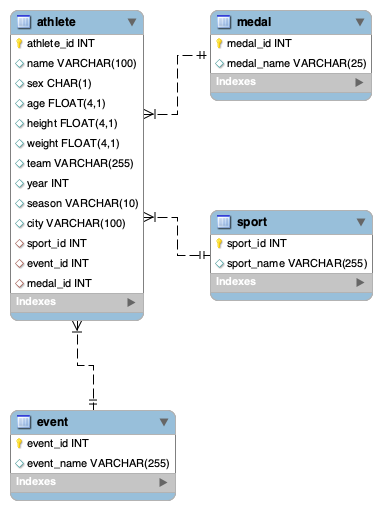 athlete
athlete_id INT
name VARCHAR(100)
sex CHAR(1)
age FLOAT(4,1)
height FLOAT(4,1)
weight FLOAT(4,1)
team VARCHAR(255)
year INT
season VARCHAR(10)
city VARCHAR(100)
sport_id INT
event_id INT
medal_id INT
Indexes
medal
medal_id INT
medal_name VARCHAR(25)
Indexes
sport
sport_id INT
sport_name VARCHAR(255)
Indexes
event
event_id INT
event_name VARCHAR(255)
Indexes